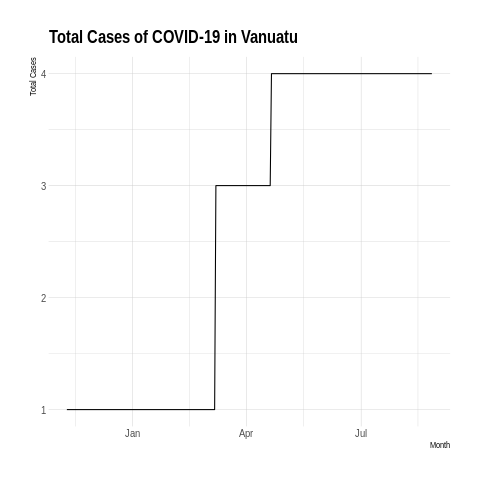 Total Cases of COVID-19 in Vanuatu
Total Cases
4
3
2
1
Jan Apr Jul
Month